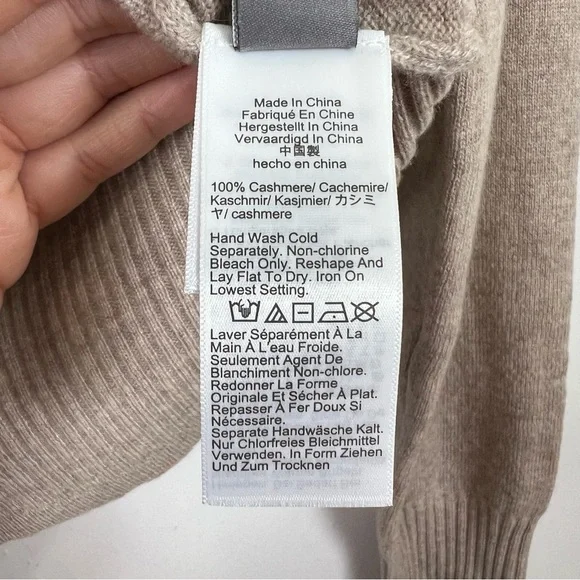 Made In China
Fabriqué En Chine
Hergestellt In China
Vervaardigd In China
中国製
hecho en china
100% Cashmere/ Cachemire/
Kaschmir/ Kasjmier/ カシミ
ヤ/ cashmere
Hand Wash Cold
Separately. Non-chlorine
Bleach Only. Reshape And
Lay Flat To Dry. Iron On
Lowest Setting.
Laver Séparément À La
Main À L'eau Froide.
Seulement Agent De
Blanchiment Non-chlore.
Redonner La Forme
Originale Et Sécher À Plat.
Repasser À Fer Doux Si
Nécessaire.
Separate Handwäsche Kalt.
Nur Chlorfreies Bleichmittel
Verwenden. In Form Ziehen
Und Zum Trocknen